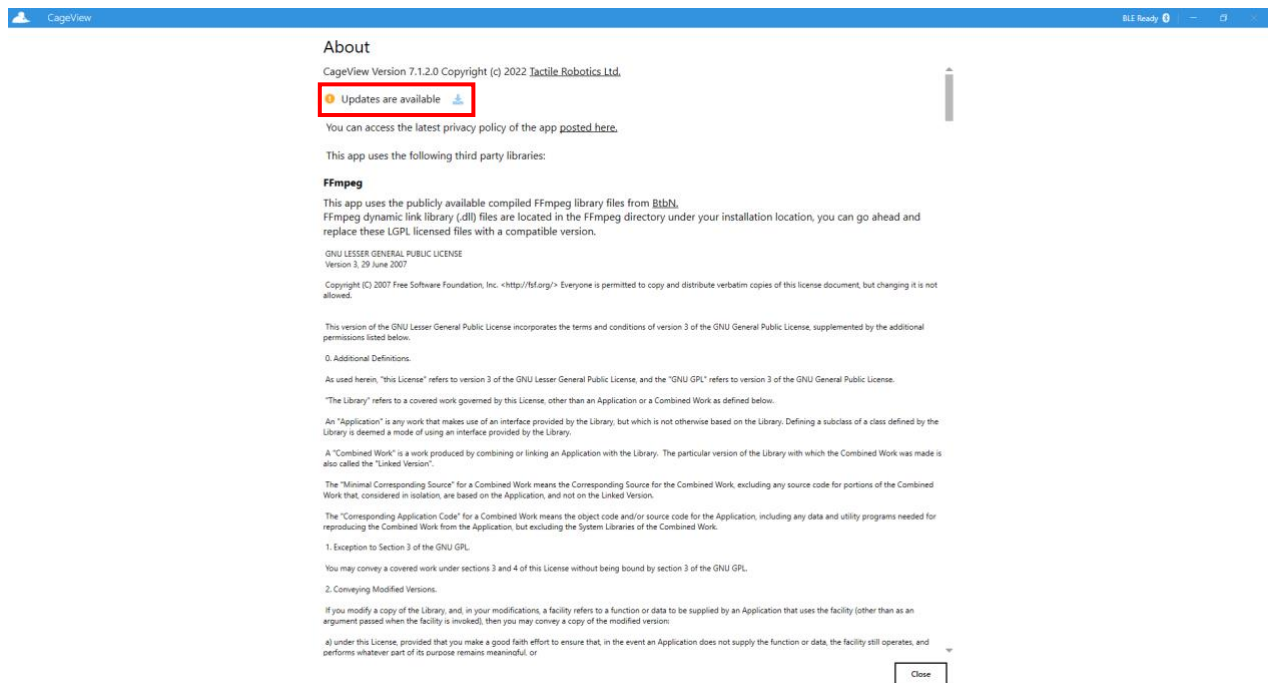 CageView
BLE Ready
About
CageView Version 7.1.2.0 Copyright (c) 2022 Tactile Robotics Ltd.
Updates are available
You can access the latest privacy policy of the app posted here.
This app uses the following third party libraries:
FFmpeg
This app uses the publicly available compiled FFmpeg library files from BtbN.
FFmpeg dynamic link library (.dll) files are located in the FFmpeg directory under your installation location, you can go ahead and
replace these LGPL licensed files with a compatible version.
GNU LESSER GENERAL PUBLIC LICENSE
Version 3, 29 June 2007
Copyright (C) 2007 Free Software Foundation, Inc. <http://fsf.org/> Everyone is permitted to copy and distribute verbatim copies of this license document, but changing it is not
allowed.
This version of the GNU Lesser General Public License incorporates the terms and conditions of version 3 of the GNU General Public License, supplemented by the additional
permissions listed below.
0. Additional Definitions.
As used herein, "this License" refers to version 3 of the GNU Lesser General Public License, and the "GNU GPL" refers to version 3 of the GNU General Public License.
"The Library" refers to a covered work governed by this License, other than an Application or a Combined Work as defined below.
An "Application" is any work that makes use of an interface provided by the Library, but which is not otherwise based on the Library. Defining a subclass of a class defined by the
Library is deemed a mode of using an interface provided by the Library.
A "Combined Work" is a work produced by combining or linking an Application with the Library. The particular version of the Library with which the Combined Work was made is
also called the "Linked Version".
The "Minimal Corresponding Source" for a Combined Work means the Corresponding Source for the Combined Work, excluding any source code for portions of the Combined
Work that, considered in isolation, are based on the Application, and not on the Linked Version.
The "Corresponding Application Code" for a Combined Work means the object code and/or source code for the Application, including any data and utility programs needed for
reproducing the Combined Work from the Application, but excluding the System Libraries of the Combined Work.
1. Exception to Section 3 of the GNU GPL.
You may convey a covered work under sections 3 and 4 of this License without being bound by section 3 of the GNU GPL.
2. Conveying Modified Versions.
If you modify a copy of the Library, and, in your modifications, a facility refers to a function or data to be supplied by an Application that uses the facility (other than as an
argument passed when the facility is invoked), then you may convey a copy of the modified version:
a) under this License, provided that you make a good faith effort to ensure that, in the event an Application does not supply the function or data, the facility still operates, and
performs whatever part of its purpose remains meaningful, or
Close